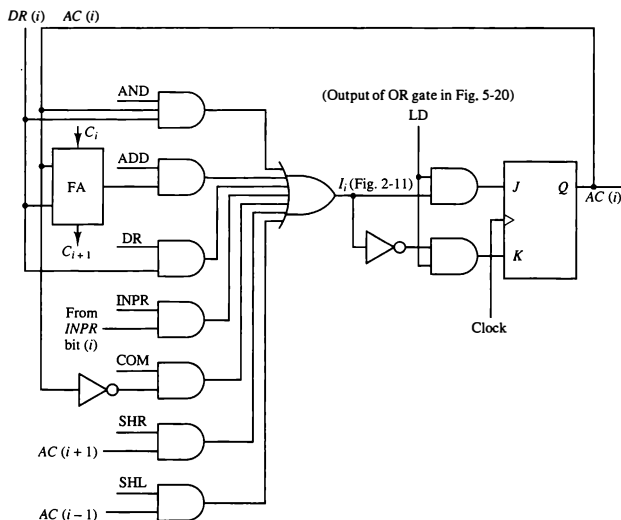 DR (i) AC (i)
AND
(Output of OR gate in Fig. 5-20)
LD
C_i
ADD
FA
I_i (Fig. 2-11)
J Q
AC (i)
C_{i+1}
DR
K
INPR
From
INPR
bit (i)
Clock
COM
SHR
AC (i + 1)
SHL
AC (i − 1)